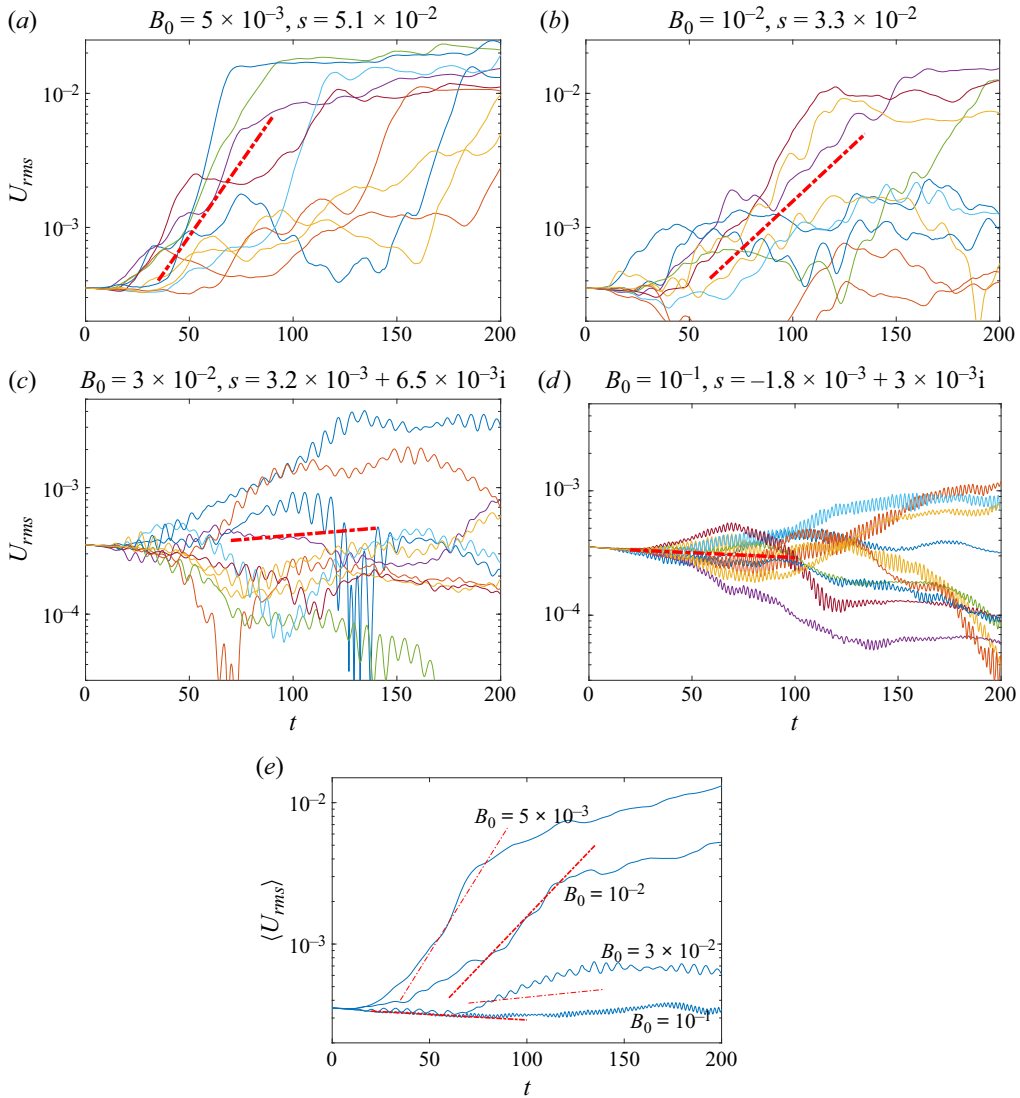 (a) B₀ = 5 × 10⁻³, s = 5.1 × 10⁻²
(b) B₀ = 10⁻², s = 3.3 × 10⁻²
10⁻²
10⁻³
U_rms
0 50 100 150 200
10⁻²
10⁻³
0 50 100 150 200
(c) B₀ = 3 × 10⁻², s = 3.2 × 10⁻³ + 6.5 × 10⁻³i
(d) B₀ = 10⁻¹, s = –1.8 × 10⁻³ + 3 × 10⁻³i
10⁻³
10⁻⁴
U_rms
0 50 100 150 200
t
10⁻³
10⁻⁴
0 50 100 150 200
t
(e)
10⁻²
10⁻³
⟨U_rms⟩
B₀ = 5 × 10⁻³
B₀ = 10⁻²
B₀ = 3 × 10⁻²
B₀ = 10⁻¹
0 50 100 150 200
t